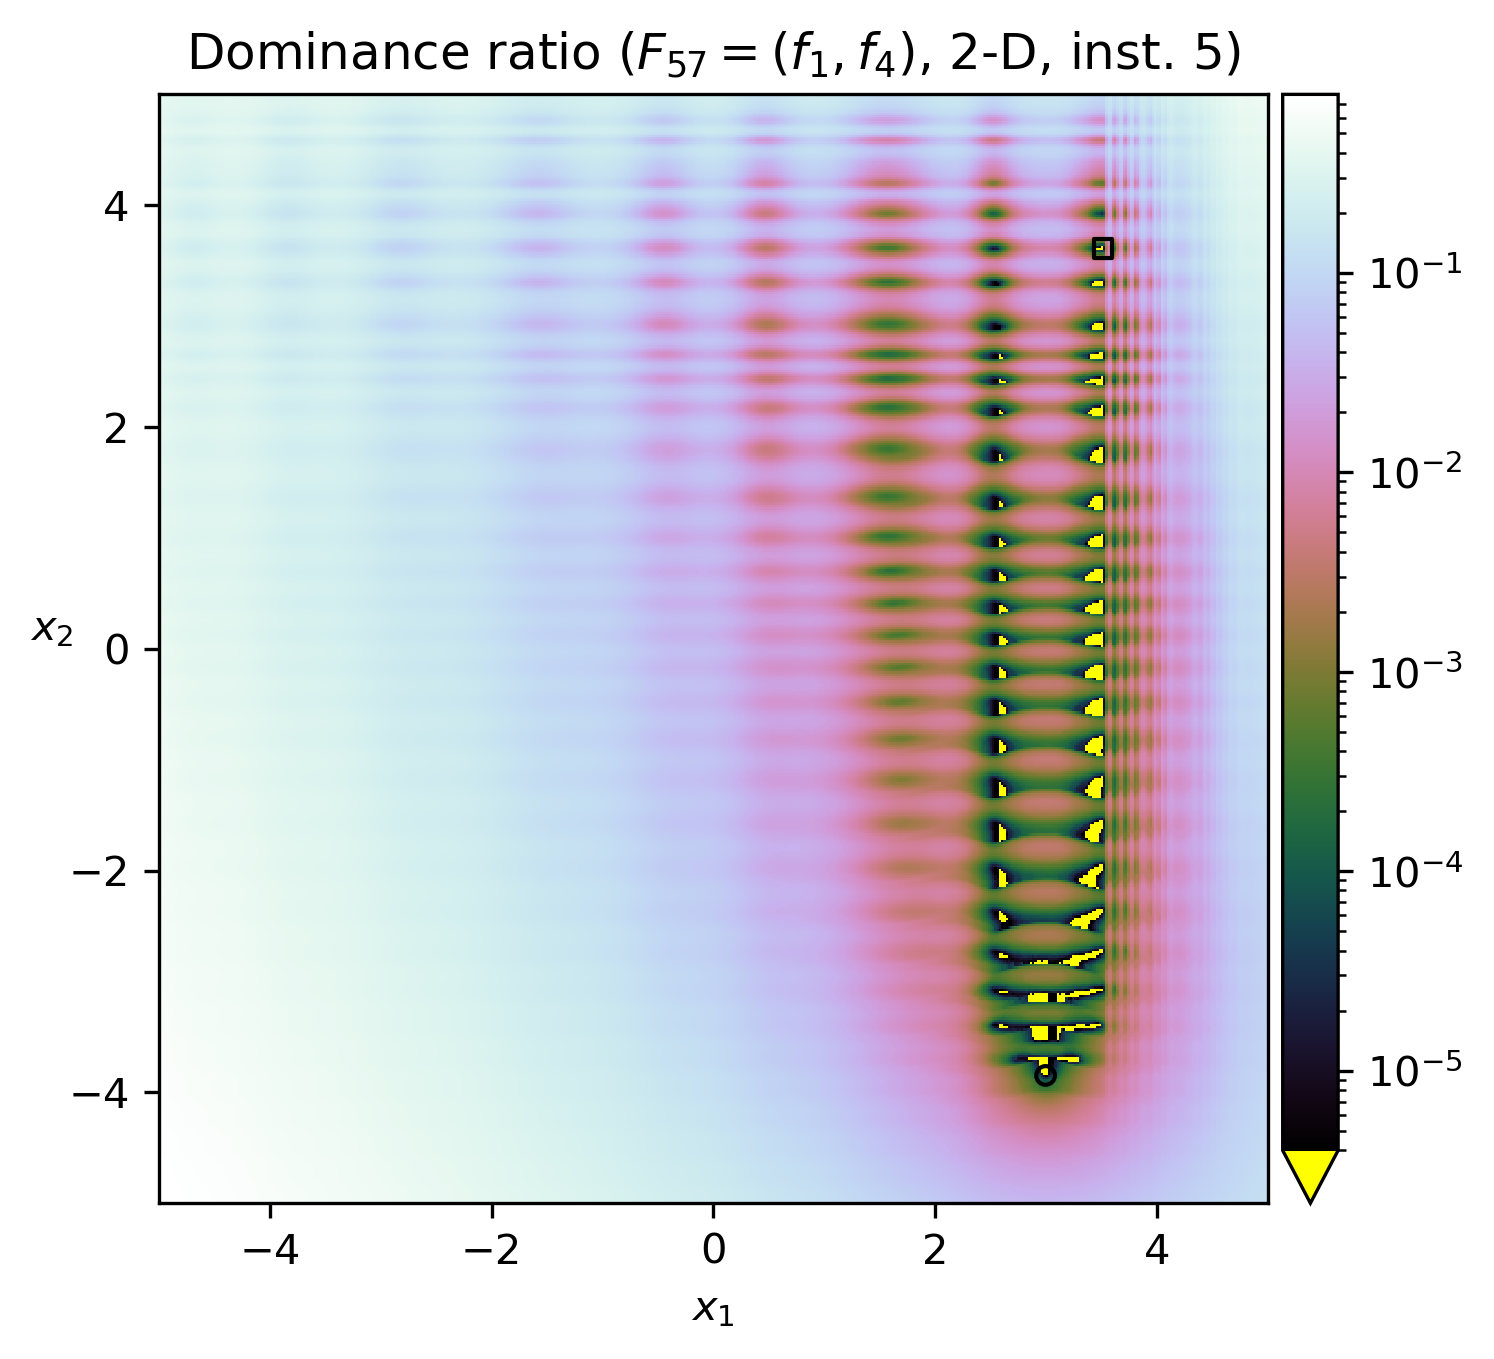 Dominance ratio (F₅₇ = (f₁, f₄), 2-D, inst. 5)
x₂
4
2
0
−2
−4
−4 −2 0 2 4
x₁
10⁻¹
10⁻²
10⁻³
10⁻⁴
10⁻⁵